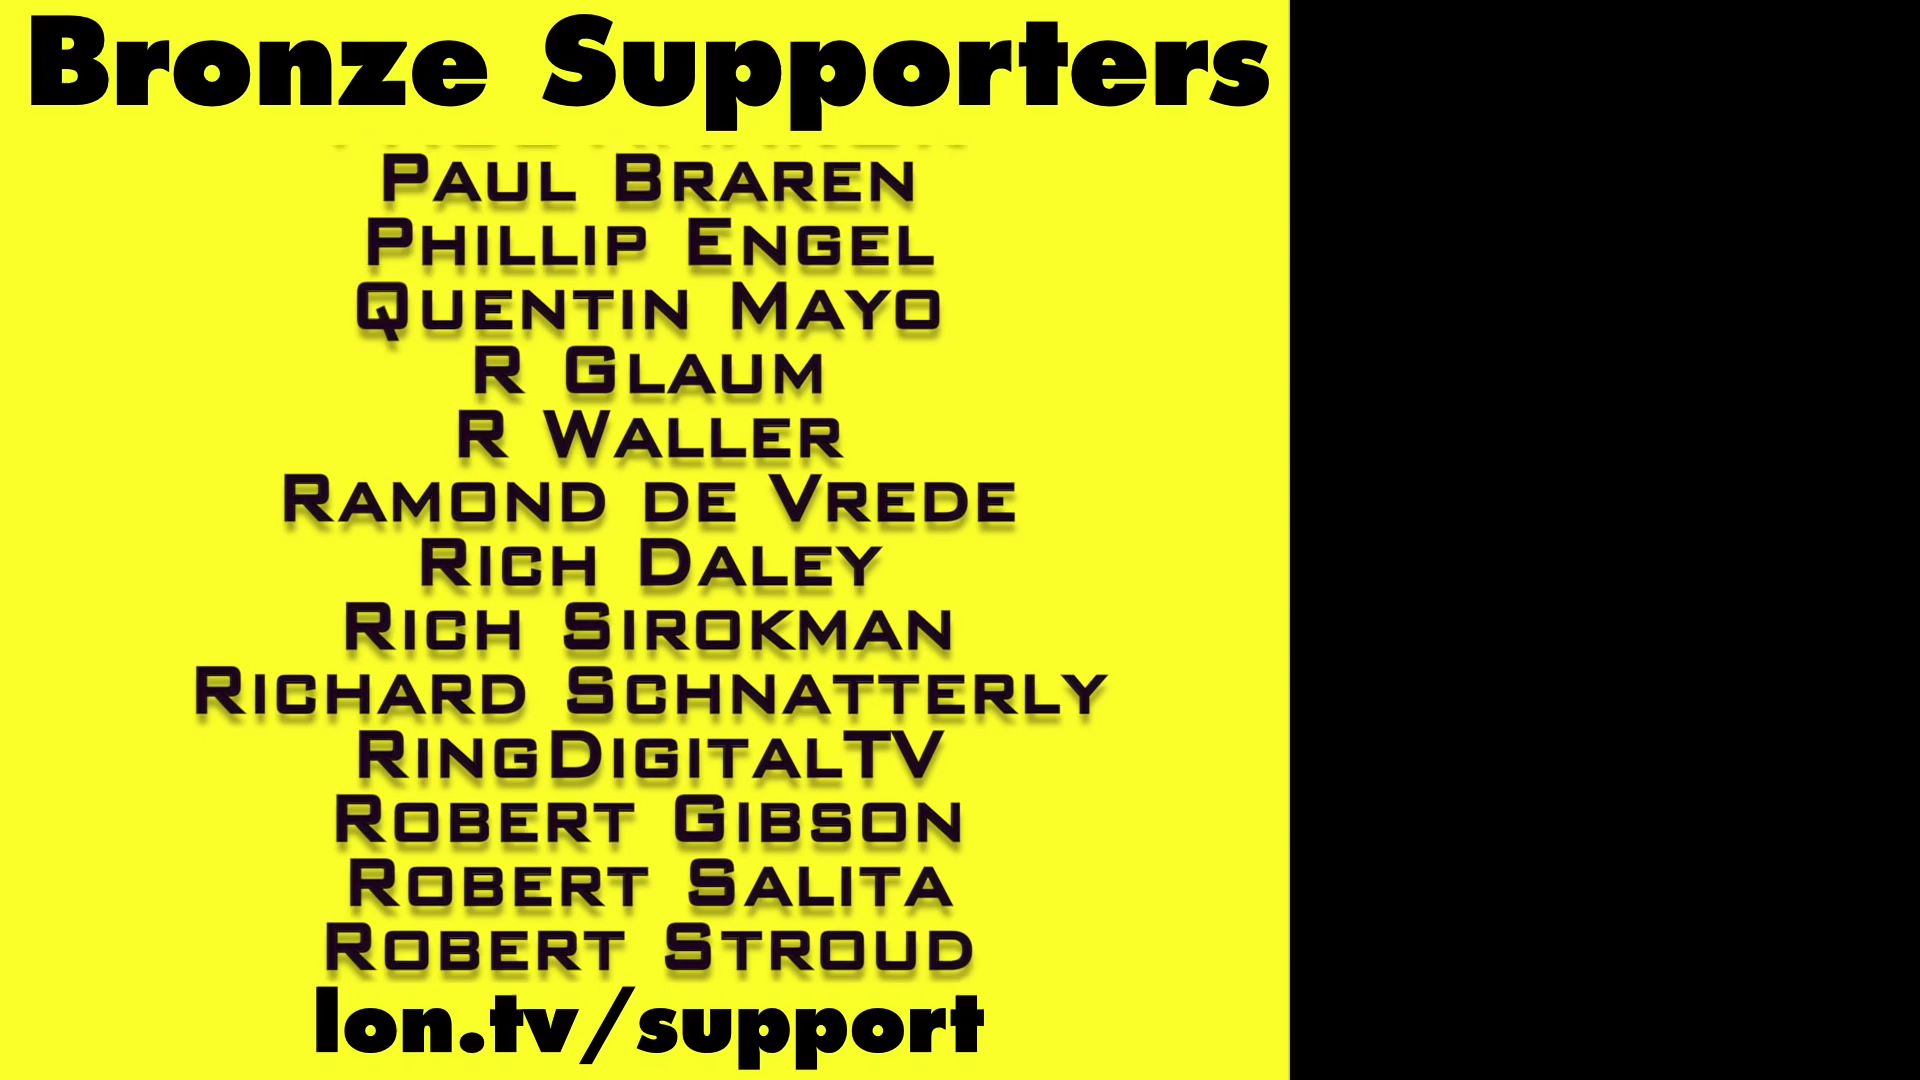 Bronze Supporters
Paul Braren
Phillip Engel
Quentin Mayo
R Glaum
R Waller
Ramond de Vrede
Rich Daley
Rich Sirokman
Richard Schnatterly
RingDigitalTV
Robert Gibson
Robert Salita
Robert Stroud
lon.tv/support